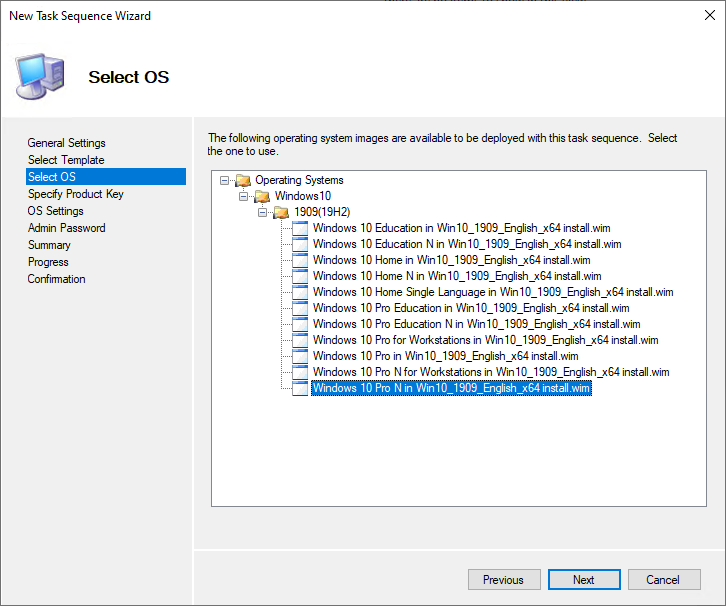 New Task Sequence Wizard
Select OS
General Settings
Select Template
Select OS
Specify Product Key
OS Settings
Admin Password
Summary
Progress
Confirmation
The following operating system images are available to be deployed with this task sequence.  Select
the one to use.
Operating Systems
Windows10
1909(19H2)
Windows 10 Education in Win10_1909_English_x64 install.wim
Windows 10 Education N in Win10_1909_English_x64 install.wim
Windows 10 Home in Win10_1909_English_x64 install.wim
Windows 10 Home N in Win10_1909_English_x64 install.wim
Windows 10 Home Single Language in Win10_1909_English_x64 install.wim
Windows 10 Pro Education in Win10_1909_English_x64 install.wim
Windows 10 Pro Education N in Win10_1909_English_x64 install.wim
Windows 10 Pro for Workstations in Win10_1909_English_x64 install.wim
Windows 10 Pro in Win10_1909_English_x64 install.wim
Windows 10 Pro N for Workstations in Win10_1909_English_x64 install.wim
Windows 10 Pro N in Win10_1909_English_x64 install.wim
Previous
Next
Cancel